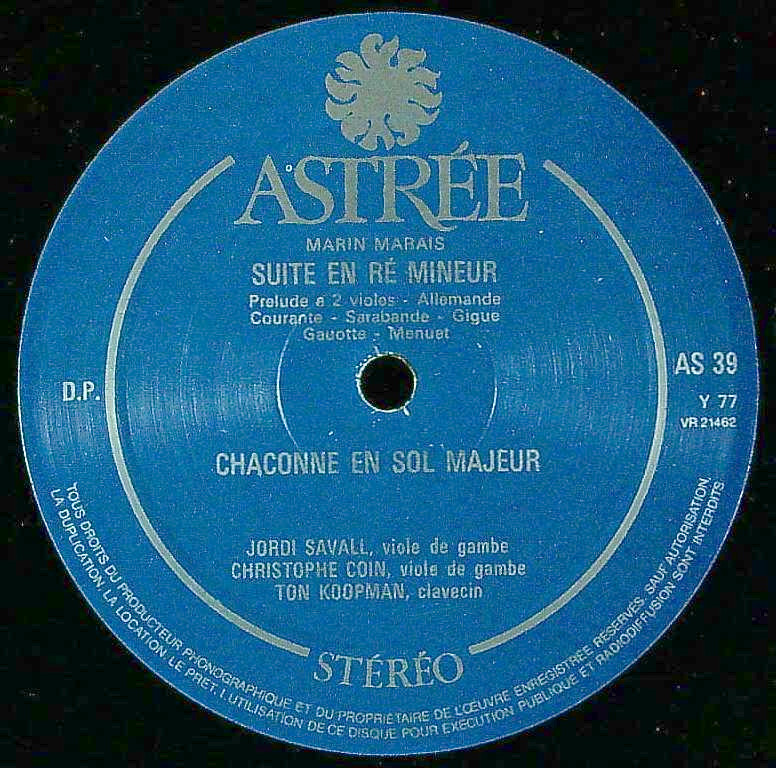 ASTRÉE
MARIN MARAIS
SUITE EN RÉ MINEUR
Prelude a 2 violes - Allemande
Courante - Sarabande - Gigue
Gavotte - Menuet
D.P.
AS 39
Y 77
VR 21462
CHACONNE EN SOL MAJEUR
JORDI SAVALL, viole de gambe
CHRISTOPHE COIN, viole de gambe
TON KOOPMAN, clavecin
STÉRÉO
TOUS DROITS DU PRODUCTEUR PHONOGRAPHIQUE ET DU PROPRIÉTAIRE DE L'ŒUVRE ENREGISTRÉE RÉSERVÉS. SAUF AUTORISATION,
LA DUPLICATION, LA LOCATION, LE PRET, L'UTILISATION DE CE DISQUE POUR EXECUTION PUBLIQUE ET RADIODIFFUSION SONT INTERDITS